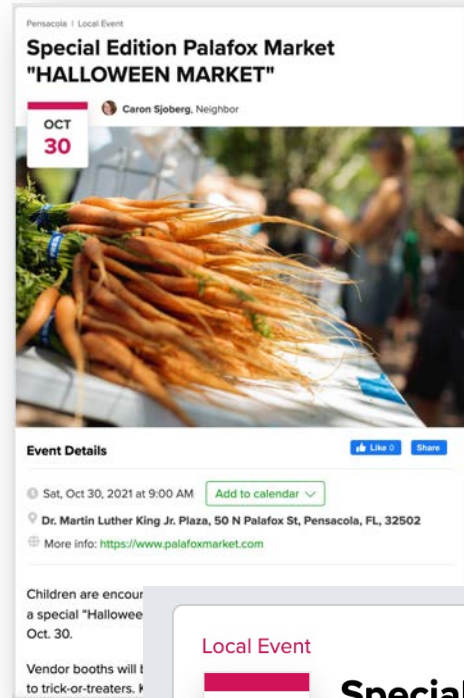 Pensacola | Local Event
Special Edition Palafox Market
"HALLOWEEN MARKET"
OCT
30
Caron Sjoberg, Neighbor
Event Details
Like 0
Share
Sat, Oct 30, 2021 at 9:00 AM
Add to calendar
Dr. Martin Luther King Jr. Plaza, 50 N Palafox St, Pensacola, FL, 32502
More info: https://www.palafoxmarket.com
Children are
a special
Oct. 30.
Vendor booths will
to trick-or-treaters.
Local Event